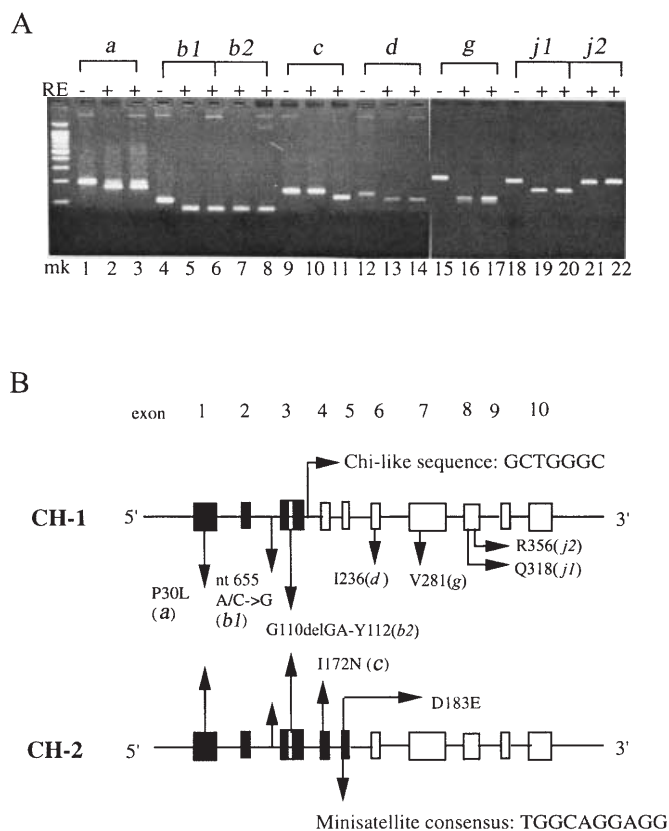 A
a b1 b2 c d g j1 j2
RE - + + - + + + + - + + - + + - + + - + + + +
mk 1 2 3 4 5 6 7 8 9 10 11 12 13 14 15 16 17 18 19 20 21 22
B
exon 1 2 3 4 5 6 7 8 9 10
Chi-like sequence: GCTGGGC
CH-1 5' 3'
R356(j2)
I236(d) V281(g) Q318(j1)
P30L
(a)
nt 655
A/C->G
(b1)
G110delGA-Y112(b2)
I172N (c)
D183E
CH-2 5' 3'
Minisatellite consensus: TGGCAGGAGG